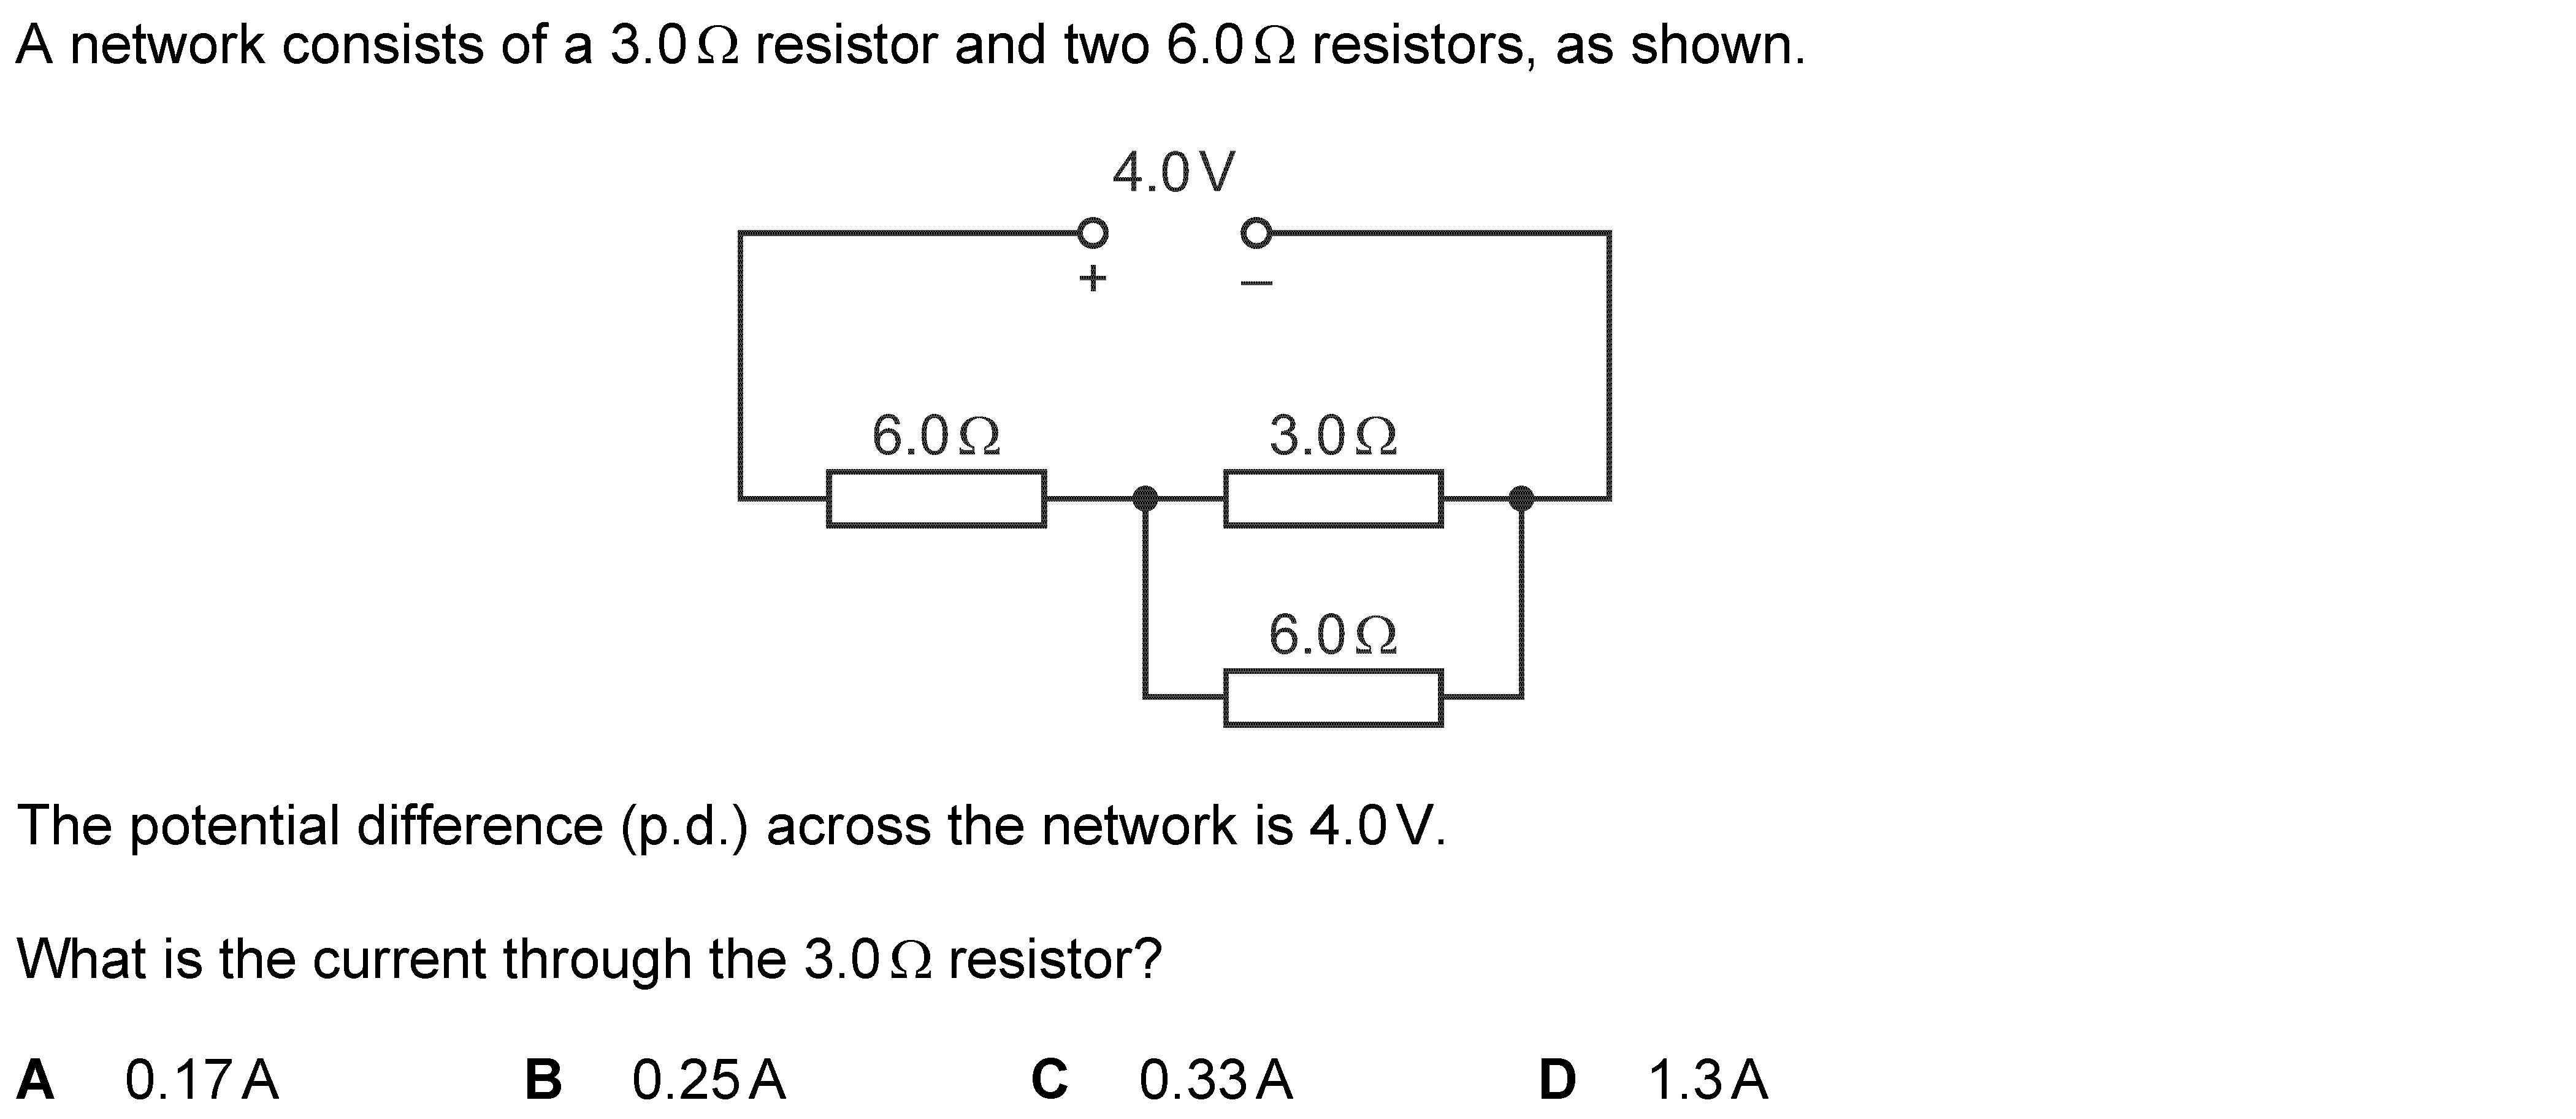 A network consists of a 3.0 Ω resistor and two 6.0 Ω resistors, as shown.
4.0 V
+ –
6.0 Ω 3.0 Ω
6.0 Ω
The potential difference (p.d.) across the network is 4.0 V.
What is the current through the 3.0 Ω resistor?
A 0.17 A B 0.25 A C 0.33 A D 1.3 A